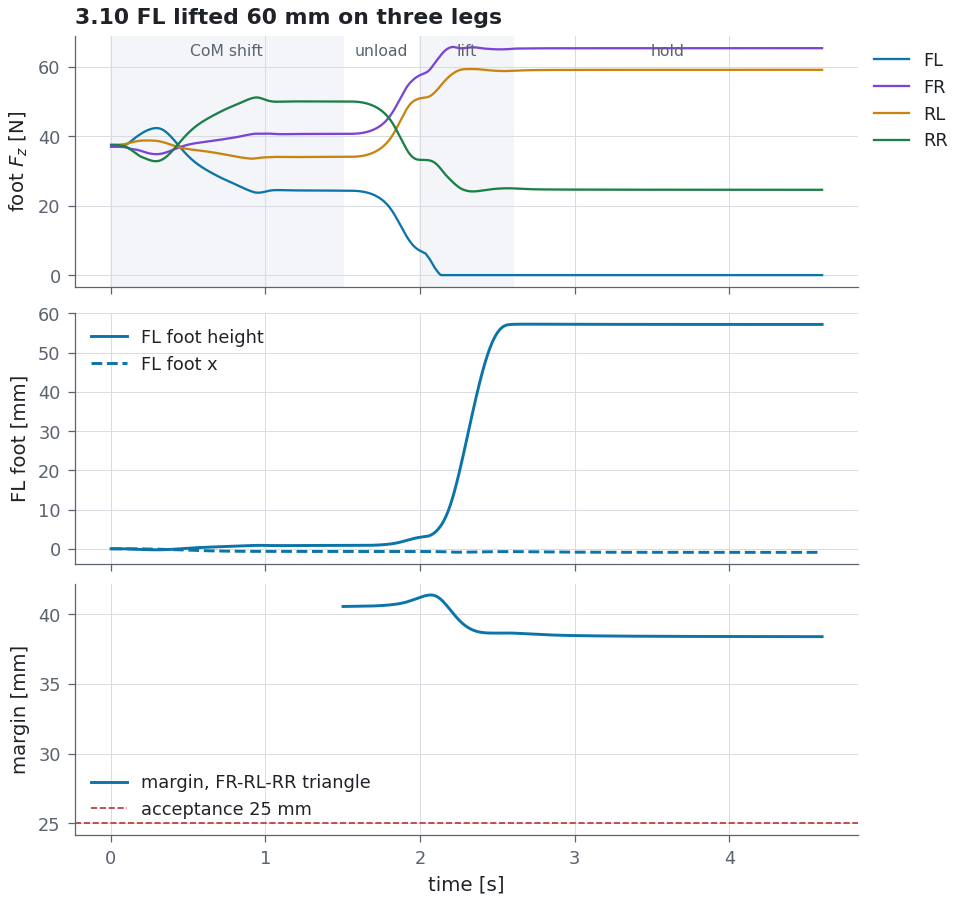 3.10 FL lifted 60 mm on three legs
CoM shift unload lift hold
60
40
20
0
foot F_z [N]
FL
FR
RL
RR
60
50
40
30
20
10
0
FL foot [mm]
FL foot height
FL foot x
40
35
30
25
margin [mm]
margin, FR-RL-RR triangle
acceptance 25 mm
0 1 2 3 4
time [s]